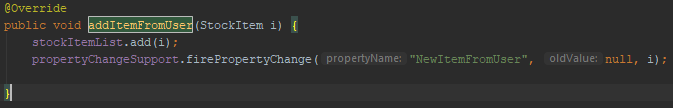 @Override
public void addItemFromUser(StockItem i) {
stockItemList.add(i);
propertyChangeSupport.firePropertyChange( propertyName: "NewItemFromUser", oldValue: null, i);
}